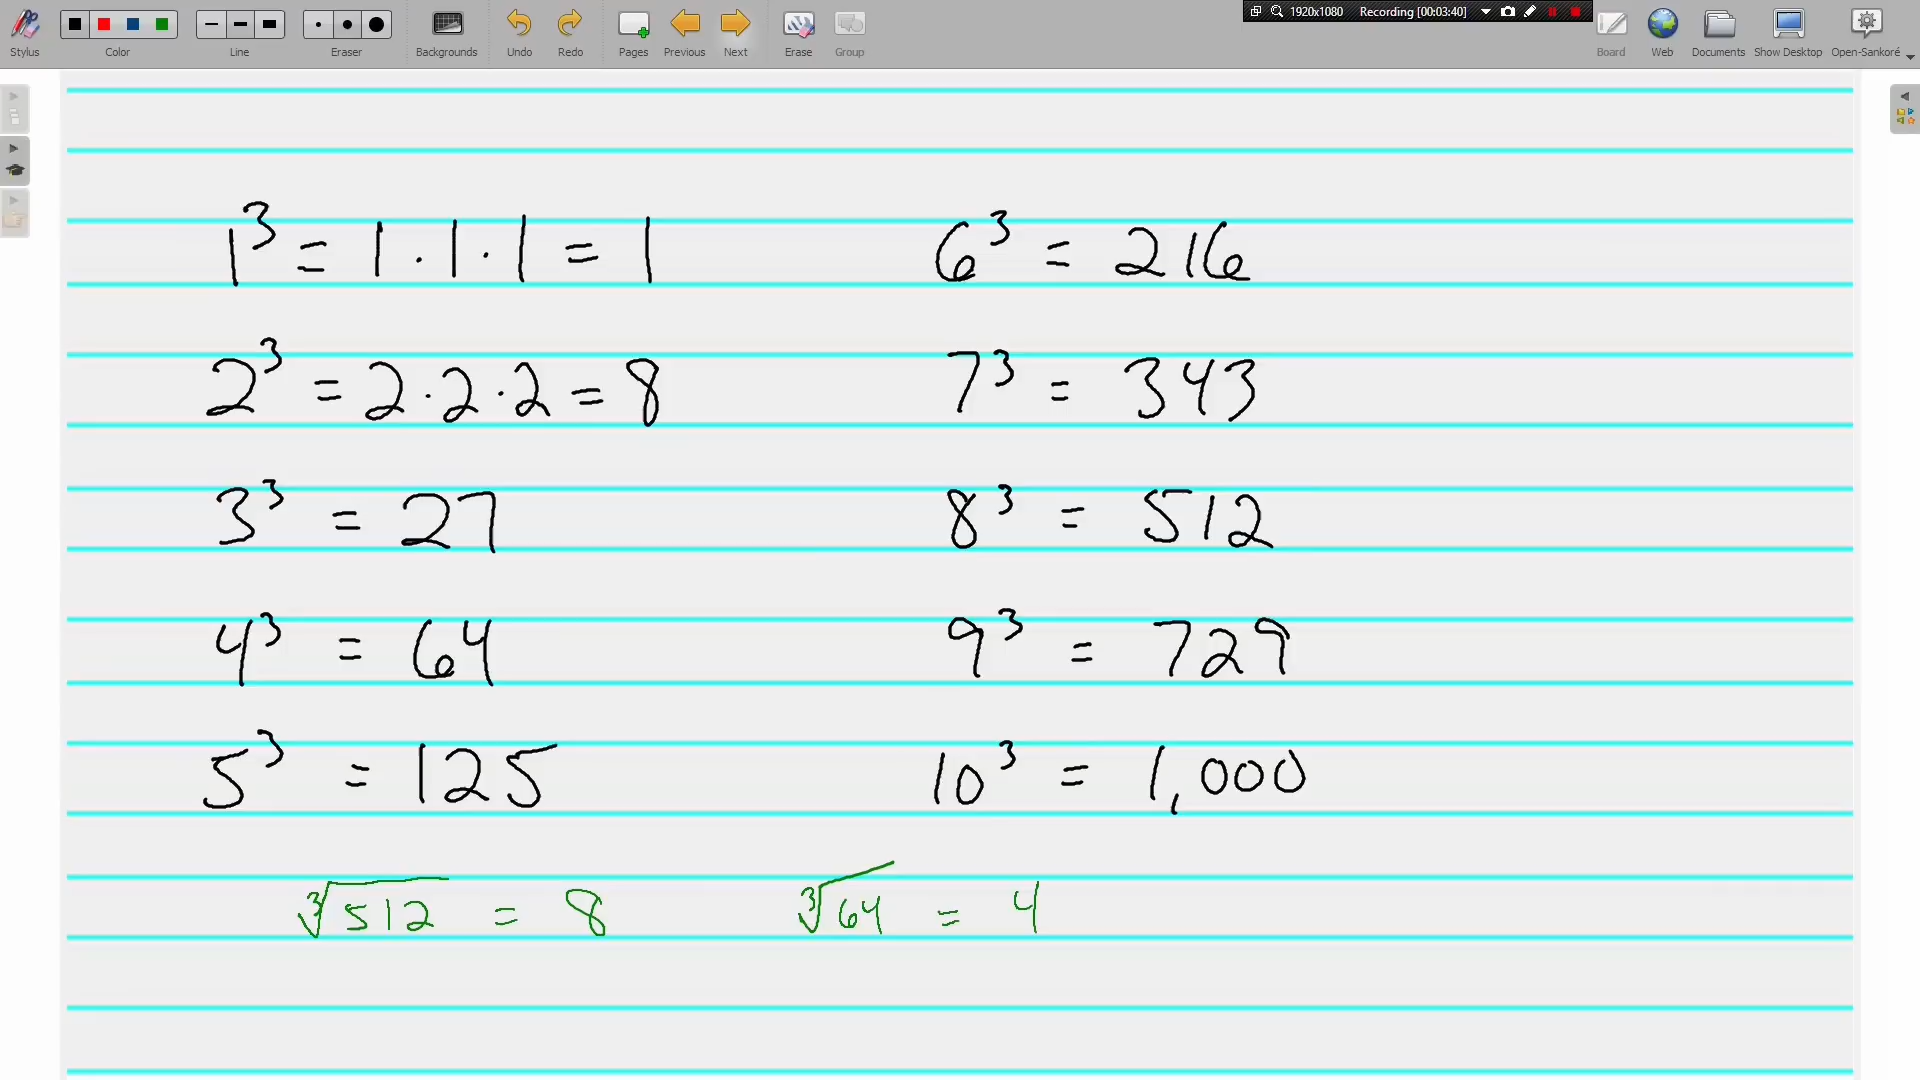 1920x1080 Recording [00:03:40]
Stylus Color Line Eraser Backgrounds Undo Redo Pages Previous Next Erase Group Board Web Documents Show Desktop Open-Sankoré
1³ = 1 · 1 · 1 = 1
2³ = 2 · 2 · 2 = 8
3³ = 27
4³ = 64
5³ = 125
6³ = 216
7³ = 343
8³ = 512
9³ = 729
10³ = 1,000
∛512 = 8
∛64 = 4